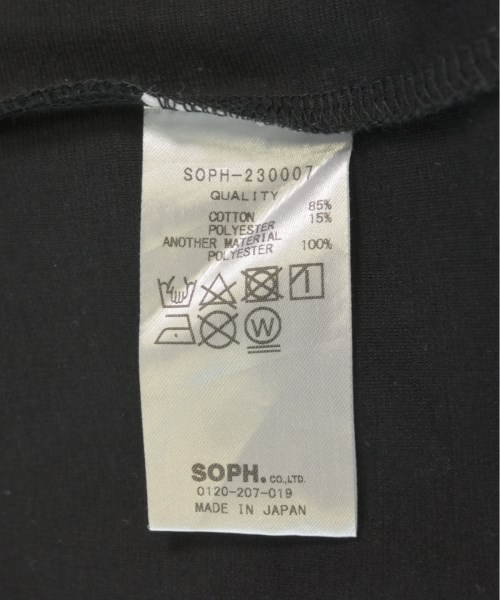 SOPH-230007
QUALITY
COTTON 85%
POLYESTER 15%
ANOTHER MATERIAL
POLYESTER 100%
W
SOPH. CO.,LTD.
0120-207-019
MADE IN JAPAN